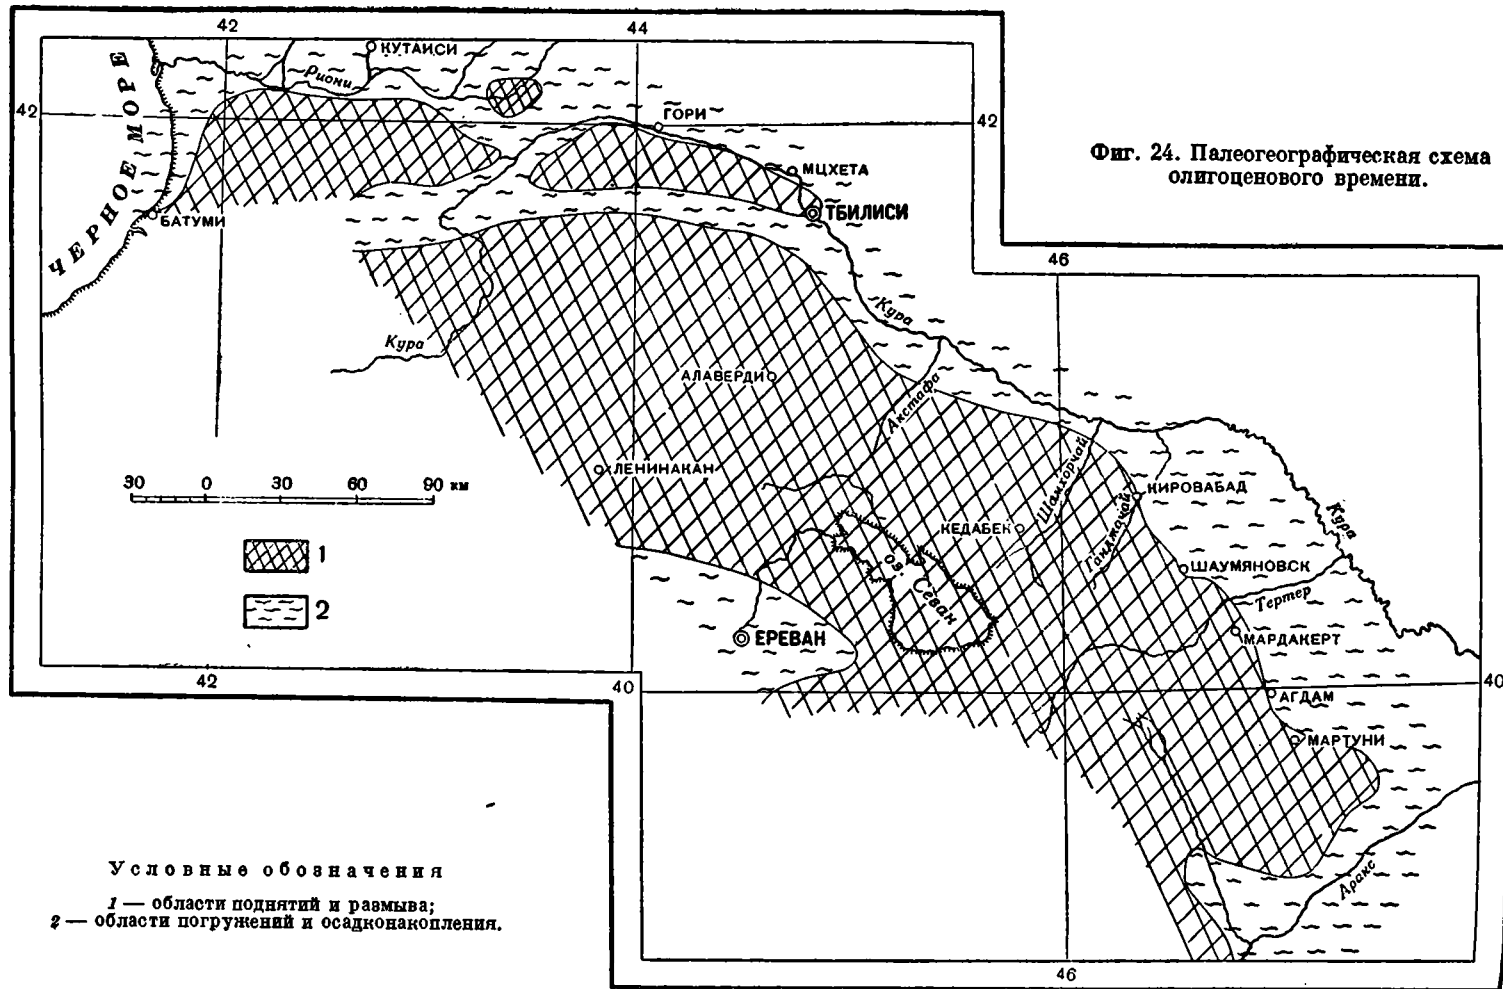 42
44
КУТАИСИ
Риони
42
ГОРИ
42
ЧЕРНОЕ МОРЕ
МЦХЕТА
Фиг. 24. Палеогеографическая схема
олигоценового времени.
БАТУМИ
ТБИЛИСИ
46
Кура
Кура
АЛАВЕРДИ
Акстафа
ЛЕНИНАКАН
30 0 30 60 90 км
Шамхорчай
КИРОВАБАД
Ганджачай
КЕДАБЕК
Кура
1
оз. Севан
ШАУМЯНОВСК
2
Тертер
ЕРЕВАН
МАРДАКЕРТ
42
40
40
АГДАМ
МАРТУНИ
Условные обозначения
1 — области поднятий и размыва;
2 — области погружений и осадконакопления.
Аракс
46